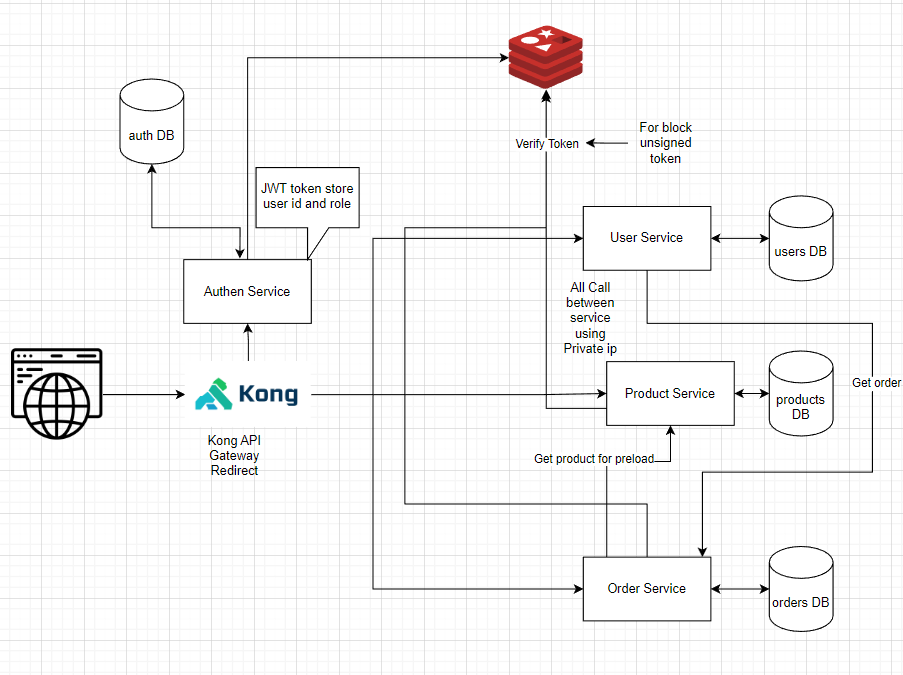 auth DB
JWT token store
user id and role
Authen Service
Verify Token
For block
unsigned
token
User Service
users DB
All Call
between
service
using
Private ip
Kong
Kong API
Gateway
Redirect
Product Service
products
DB
Get order
Get product for preload
Order Service
orders DB